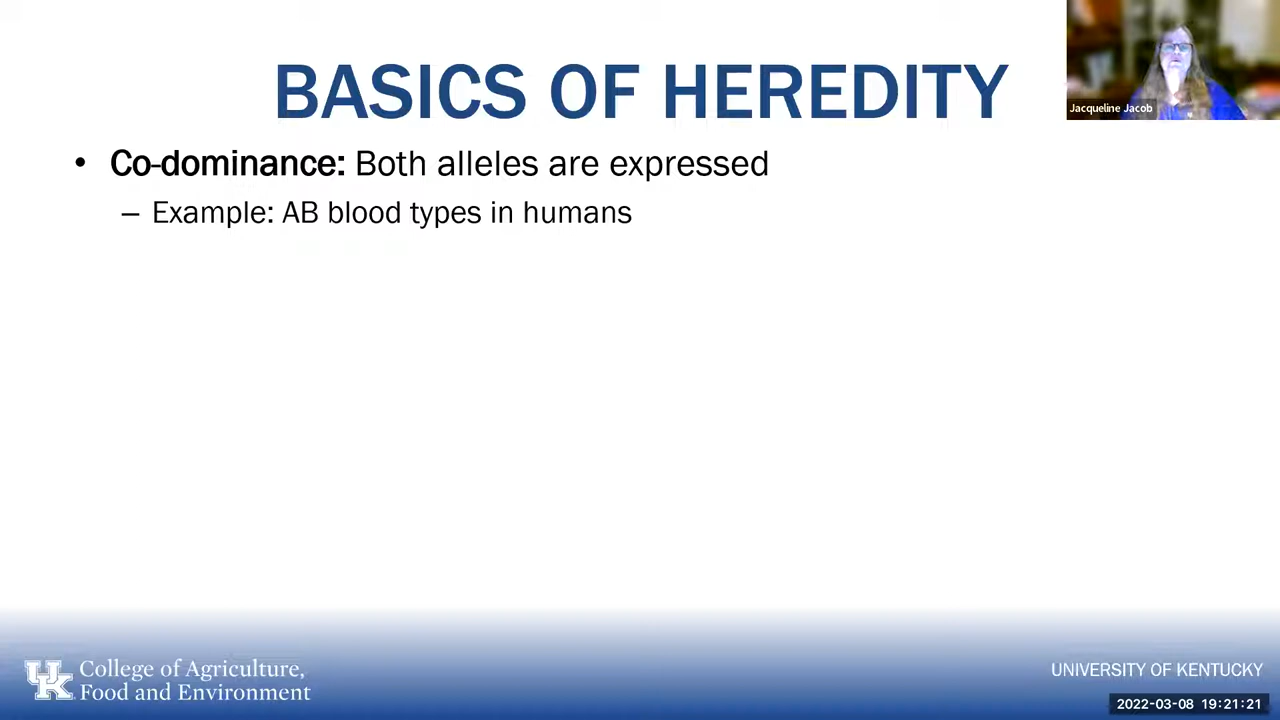 BASICS OF HEREDITY
Jacqueline Jacob
• Co-dominance: Both alleles are expressed
– Example: AB blood types in humans
UK College of Agriculture,
Food and Environment
UNIVERSITY OF KENTUCKY
2022-03-08 19:21:21